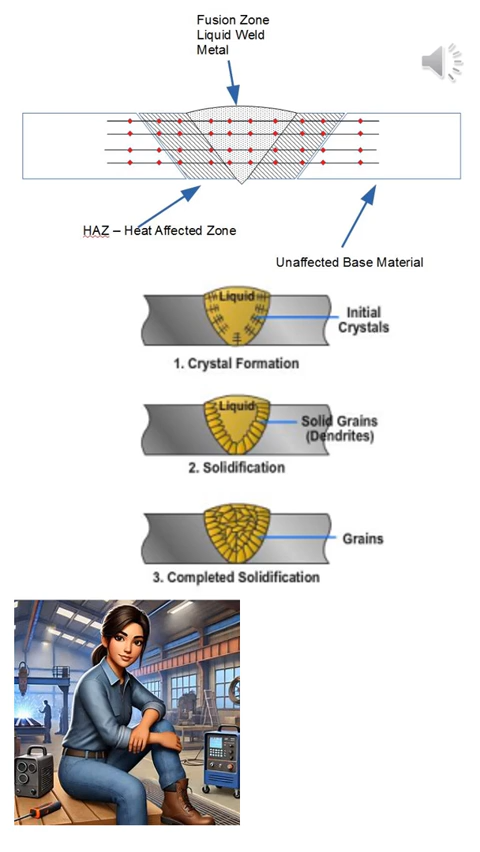 Fusion Zone
Liquid Weld
Metal
HAZ – Heat Affected Zone
Unaffected Base Material
Liquid
Initial
Crystals
1. Crystal Formation
Liquid
Solid Grains
(Dendrites)
2. Solidification
Grains
3. Completed Solidification